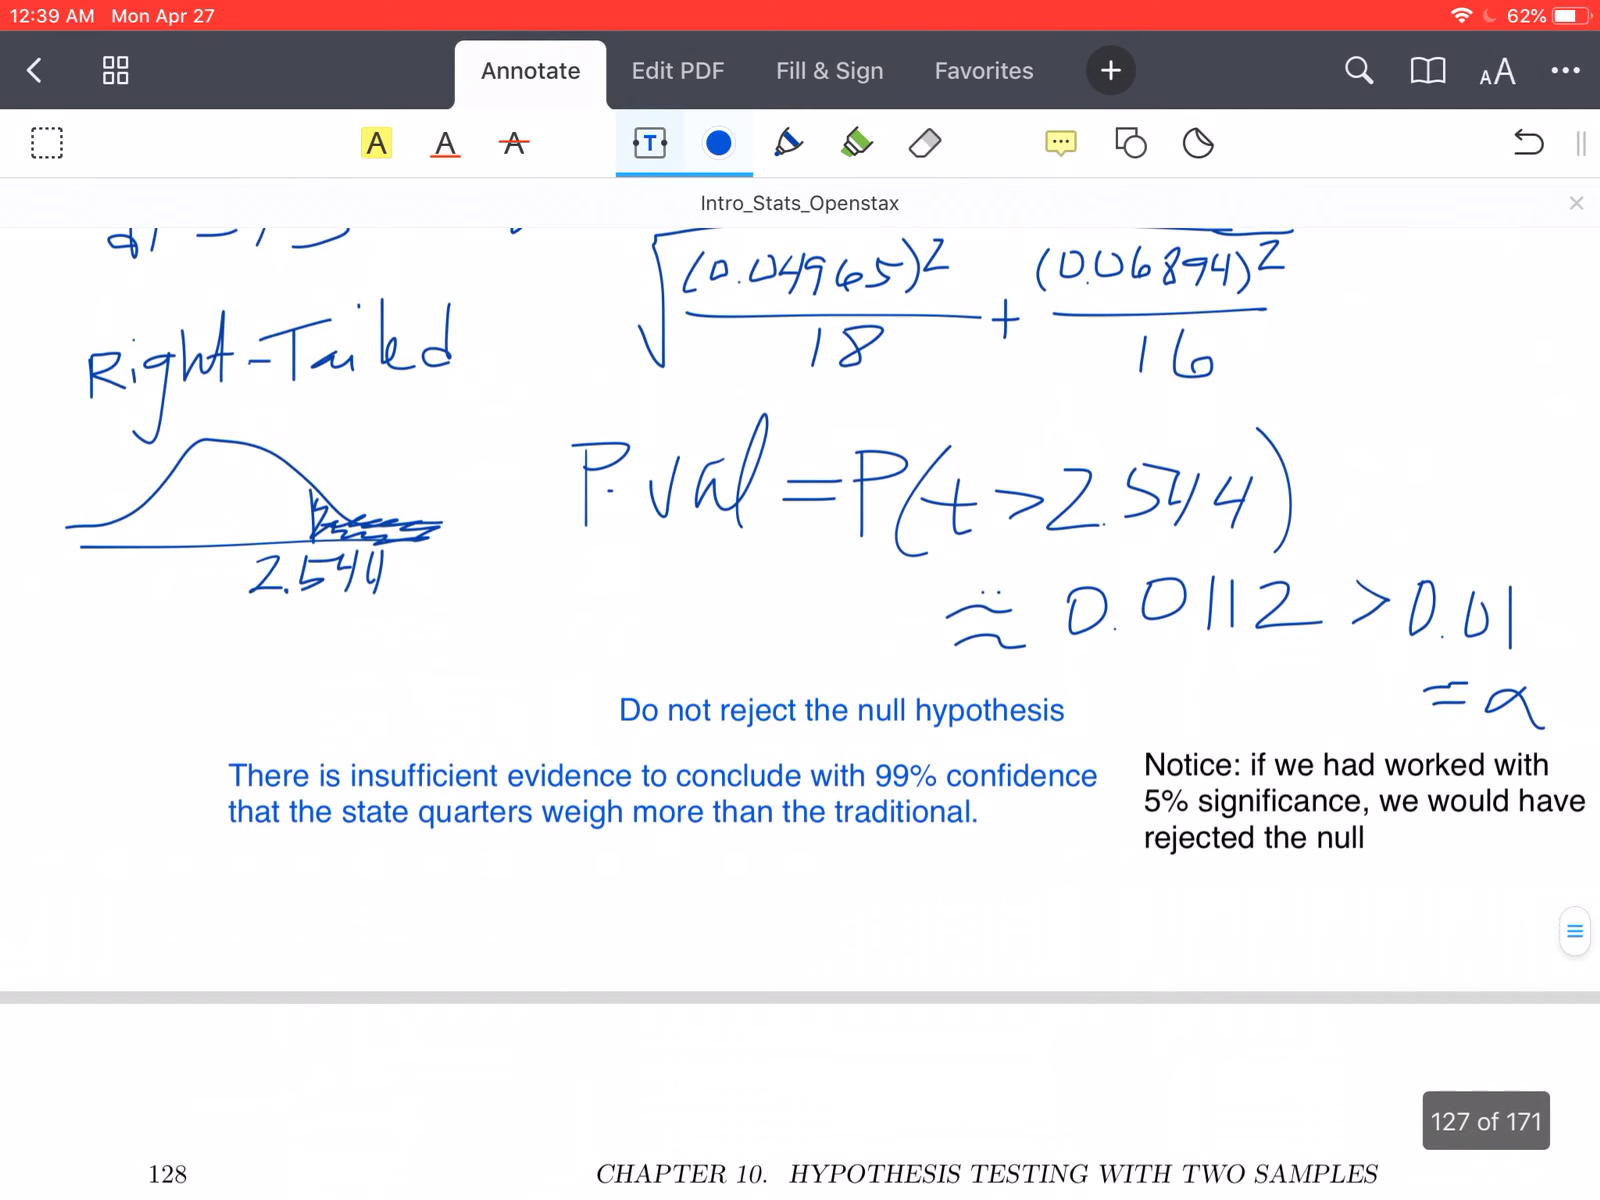 12:39 AM Mon Apr 27
62%
Annotate Edit PDF Fill & Sign Favorites
AA
A A A T
Intro_Stats_Openstax
(0.04965)2 + (0.06894)2
18 16
Right-Tailed
P.val = P(t > 2.544)
2.544
≈ 0.0112 > 0.01
= α
Do not reject the null hypothesis
There is insufficient evidence to conclude with 99% confidence
that the state quarters weigh more than the traditional.
Notice: if we had worked with
5% significance, we would have
rejected the null
127 of 171
128 CHAPTER 10. HYPOTHESIS TESTING WITH TWO SAMPLES